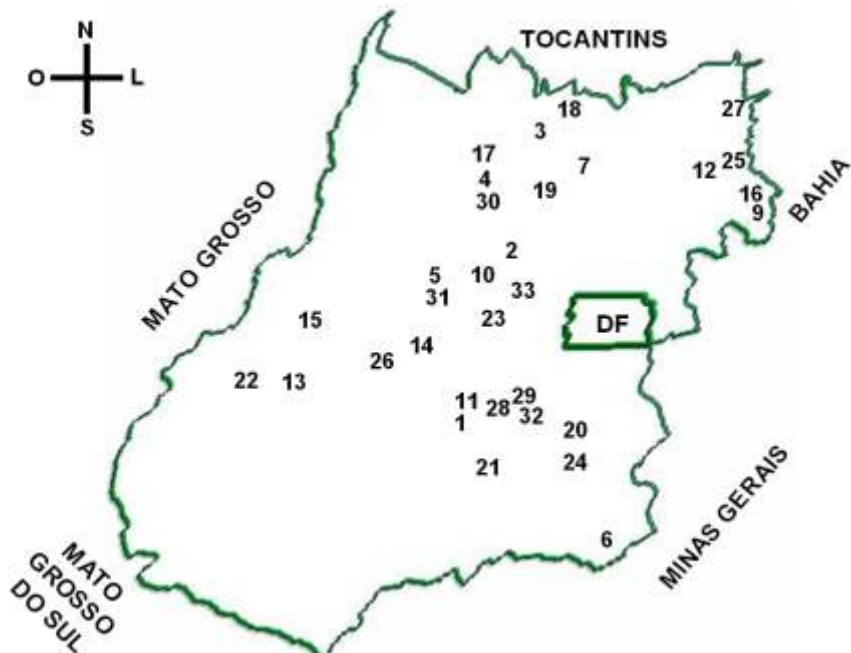 N
TOCANTINS
O
L
S
18
27
3
17
7
25
12
4
19
16
30
9
BAHIA
MATO GROSSO
2
5
10
31
33
15
23
DF
14
26
22
13
11
28
29
1
32
20
21
24
6
MINAS GERAIS
MATO
GROSSO
DO SUL